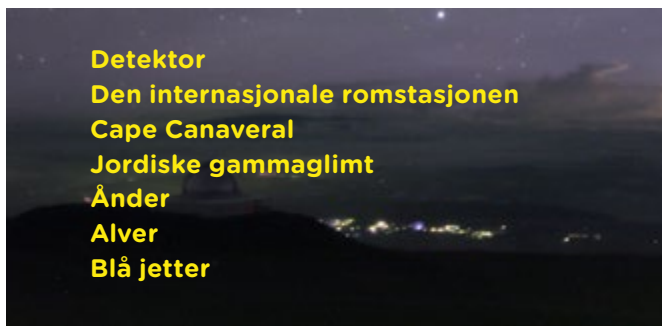 Detektor
Den internasjonale romstasjonen
Cape Canaveral
Jordiske gammaglimt
Ånder
Alver
Blå jetter